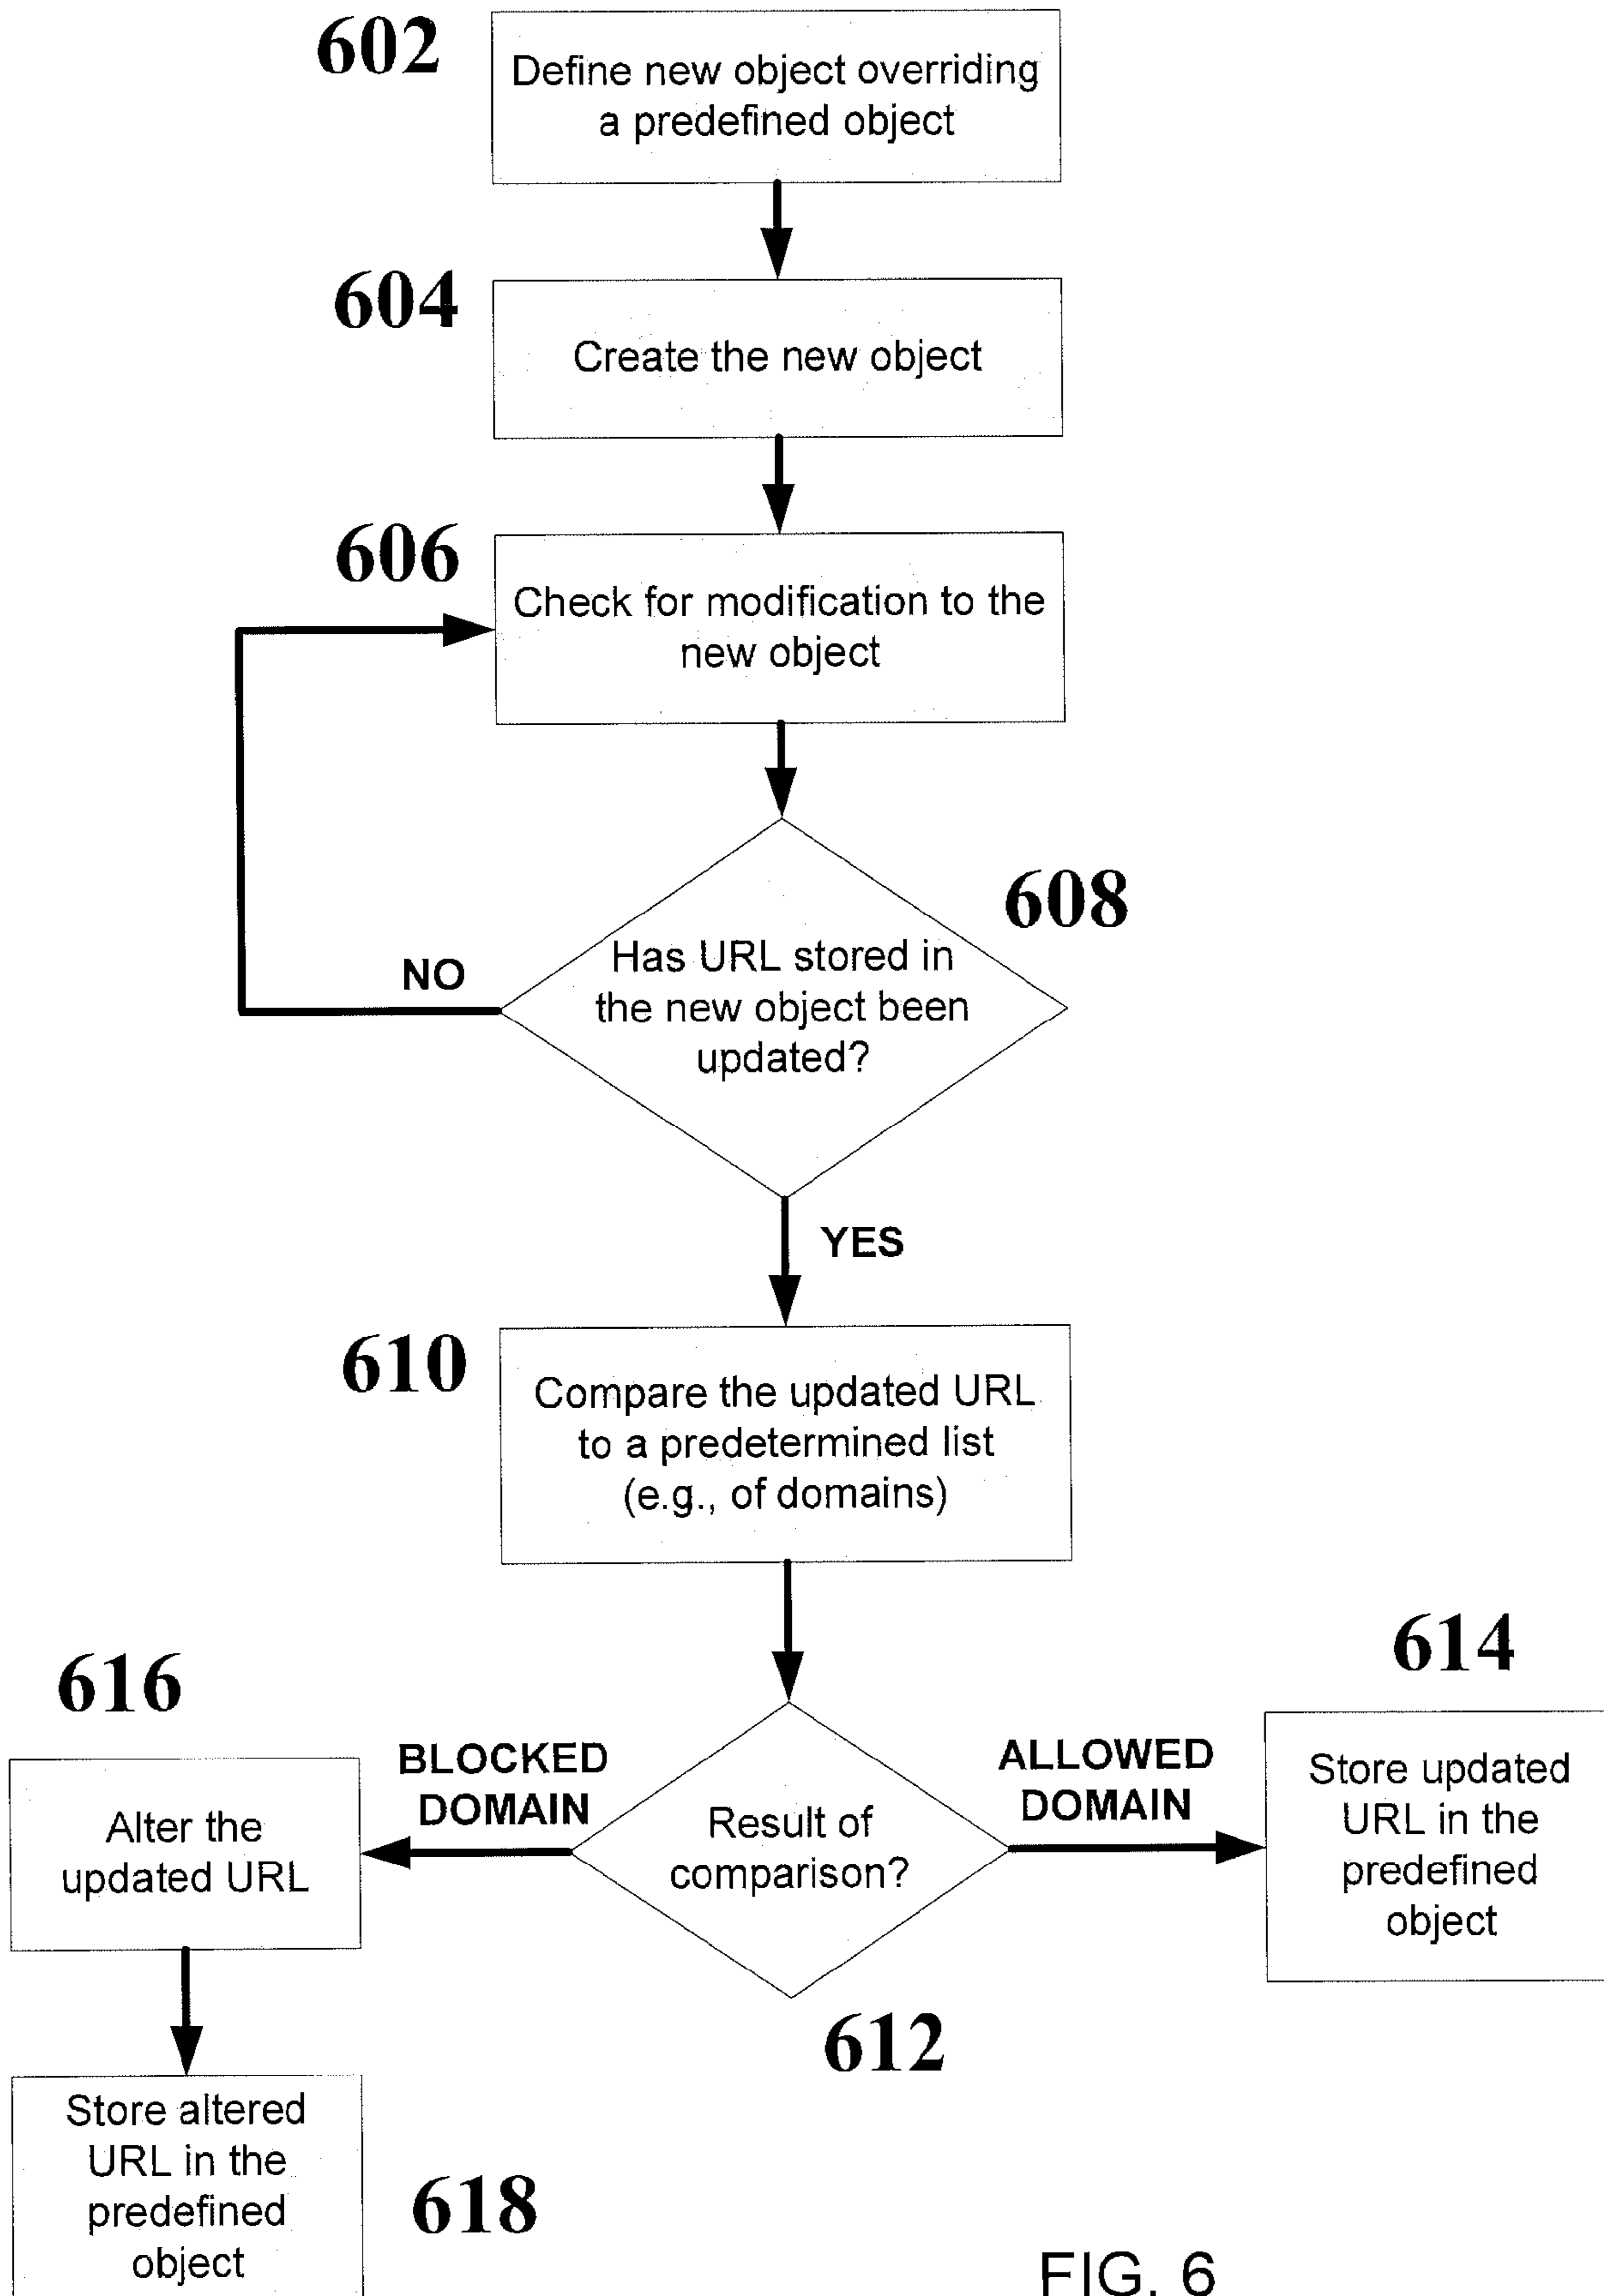 602
Define new object overriding
a predefined object
604
Create the new object
606
Check for modification to the
new object
608
Has URL stored in
the new object been
updated?
NO
YES
610
Compare the updated URL
to a predetermined list
(e.g., of domains)
616
BLOCKED
DOMAIN
ALLOWED
DOMAIN
614
Alter the
updated URL
Result of
comparison?
Store updated
URL in the
predefined
object
612
Store altered
URL in the
predefined
object
618
FIG. 6